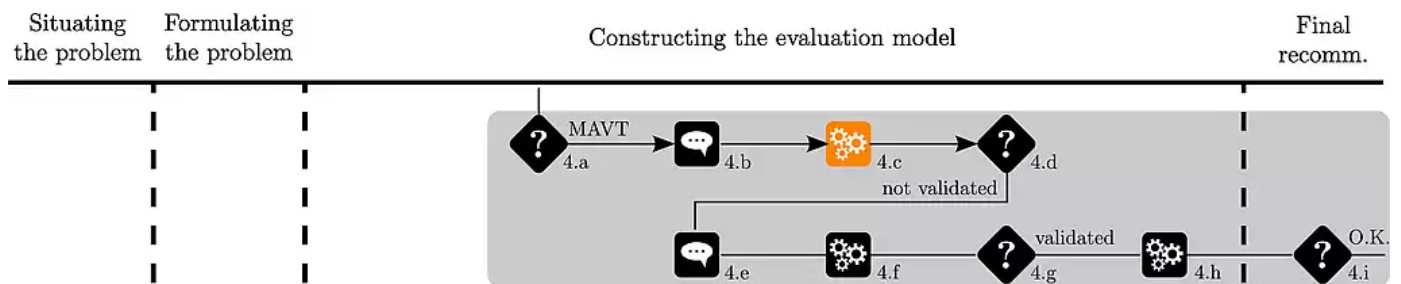 Situating
the problem
Formulating
the problem
Constructing the evaluation model
Final
recomm.
?
MAVT
4.a
4.b
4.c
?
4.d
not validated
4.e
4.f
?
validated
4.g
4.h
?
O.K.
4.i